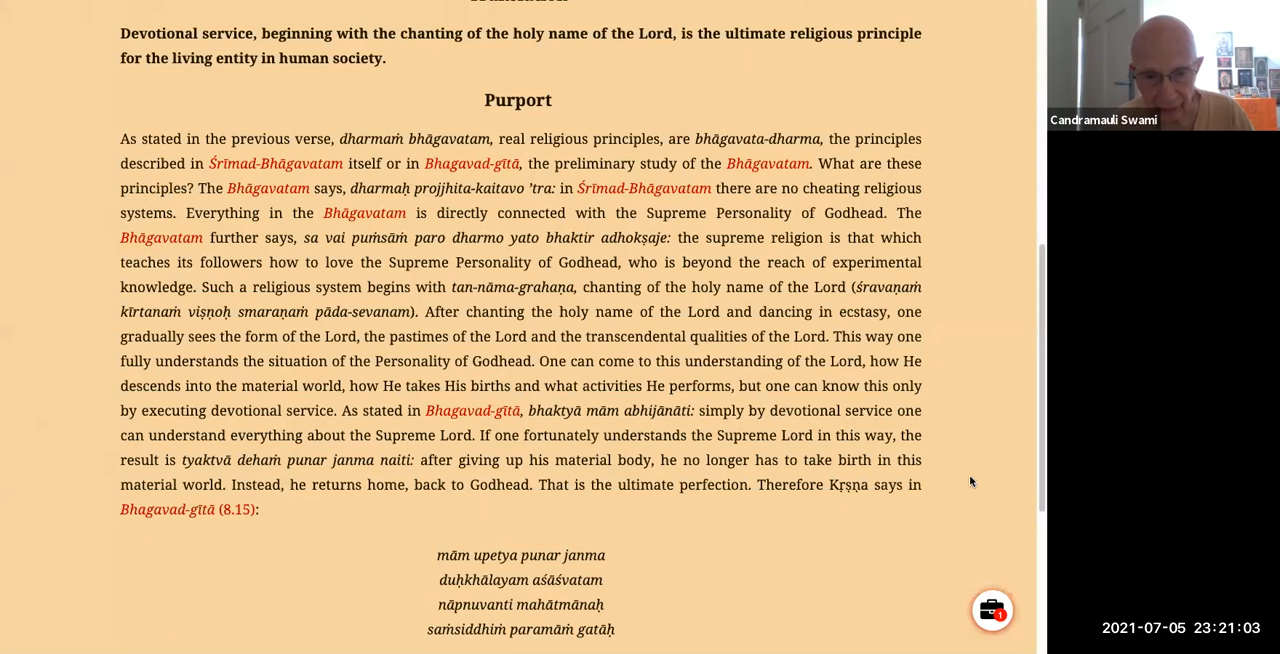 Devotional service, beginning with the chanting of the holy name of the Lord, is the ultimate religious principle
for the living entity in human society.
Purport
As stated in the previous verse, dharmaṁ bhāgavatam, real religious principles, are bhāgavata-dharma, the principles
described in Śrīmad-Bhāgavatam itself or in Bhagavad-gītā, the preliminary study of the Bhāgavatam. What are these
principles? The Bhāgavatam says, dharmaḥ projjhita-kaitavo ’tra: in Śrīmad-Bhāgavatam there are no cheating religious
systems. Everything in the Bhāgavatam is directly connected with the Supreme Personality of Godhead. The
Bhāgavatam further says, sa vai puṁsāṁ paro dharmo yato bhaktir adhokṣaje: the supreme religion is that which
teaches its followers how to love the Supreme Personality of Godhead, who is beyond the reach of experimental
knowledge. Such a religious system begins with tan-nāma-grahaṇa, chanting of the holy name of the Lord (śravaṇaṁ
kīrtanaṁ viṣṇoḥ smaraṇaṁ pāda-sevanam). After chanting the holy name of the Lord and dancing in ecstasy, one
gradually sees the form of the Lord, the pastimes of the Lord and the transcendental qualities of the Lord. This way one
fully understands the situation of the Personality of Godhead. One can come to this understanding of the Lord, how He
descends into the material world, how He takes His births and what activities He performs, but one can know this only
by executing devotional service. As stated in Bhagavad-gītā, bhaktyā mām abhijānāti: simply by devotional service one
can understand everything about the Supreme Lord. If one fortunately understands the Supreme Lord in this way, the
result is tyaktvā dehaṁ punar janma naiti: after giving up his material body, he no longer has to take birth in this
material world. Instead, he returns home, back to Godhead. That is the ultimate perfection. Therefore Kṛṣṇa says in
Bhagavad-gītā (8.15):
mām upetya punar janma
duḥkhālayam aśāśvatam
nāpnuvanti mahātmānaḥ
saṁsiddhiṁ paramāṁ gatāḥ
1
Candramauli Swami
2021-07-05 23:21:03